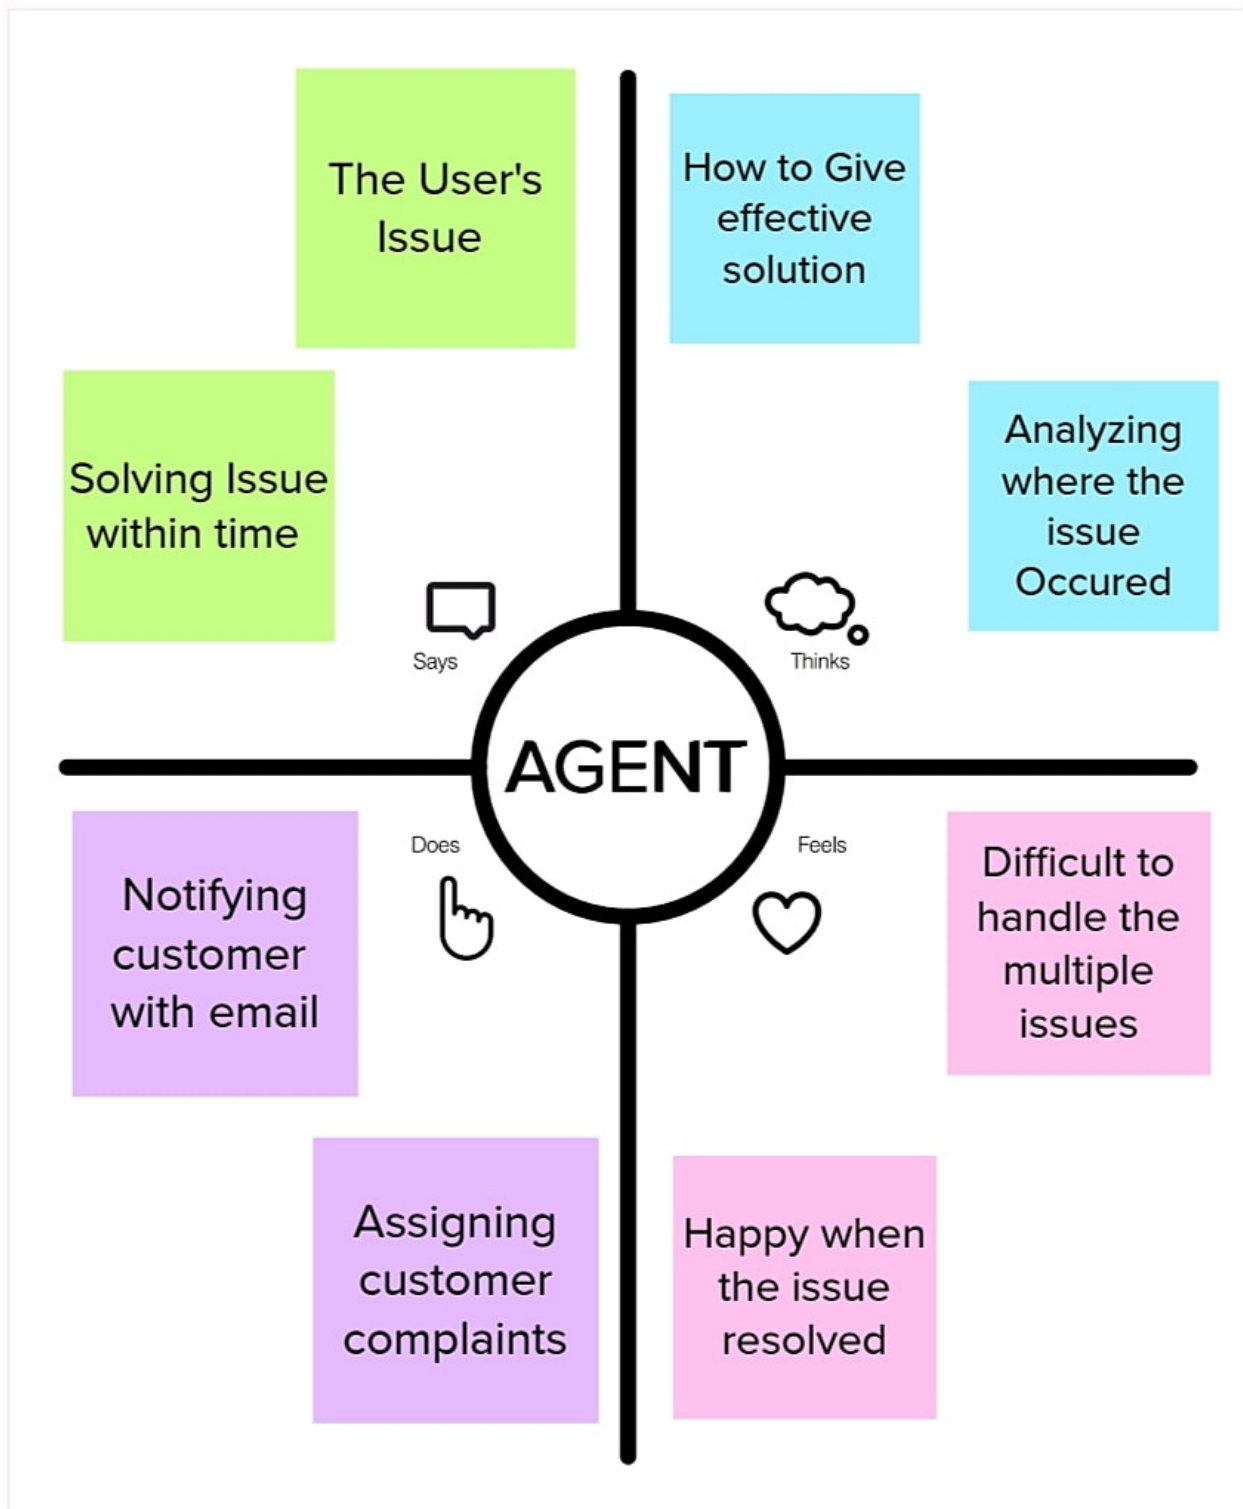 The User's
Issue
Solving Issue
within time
Says
How to Give
effective
solution
Analyzing
where the
issue
Occured
Thinks
AGENT
Does
Notifying
customer
with email
Assigning
customer
complaints
Feels
Difficult to
handle the
multiple
issues
Happy when
the issue
resolved